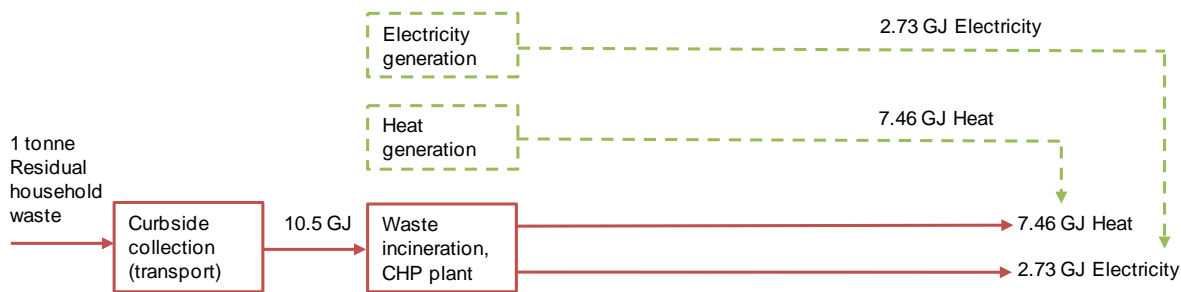 Electricity
generation
2.73 GJ Electricity
Heat
generation
7.46 GJ Heat
1 tonne
Residual
household
waste
Curbside
collection
(transport)
10.5 GJ
Waste
incineration,
CHP plant
7.46 GJ Heat
2.73 GJ Electricity